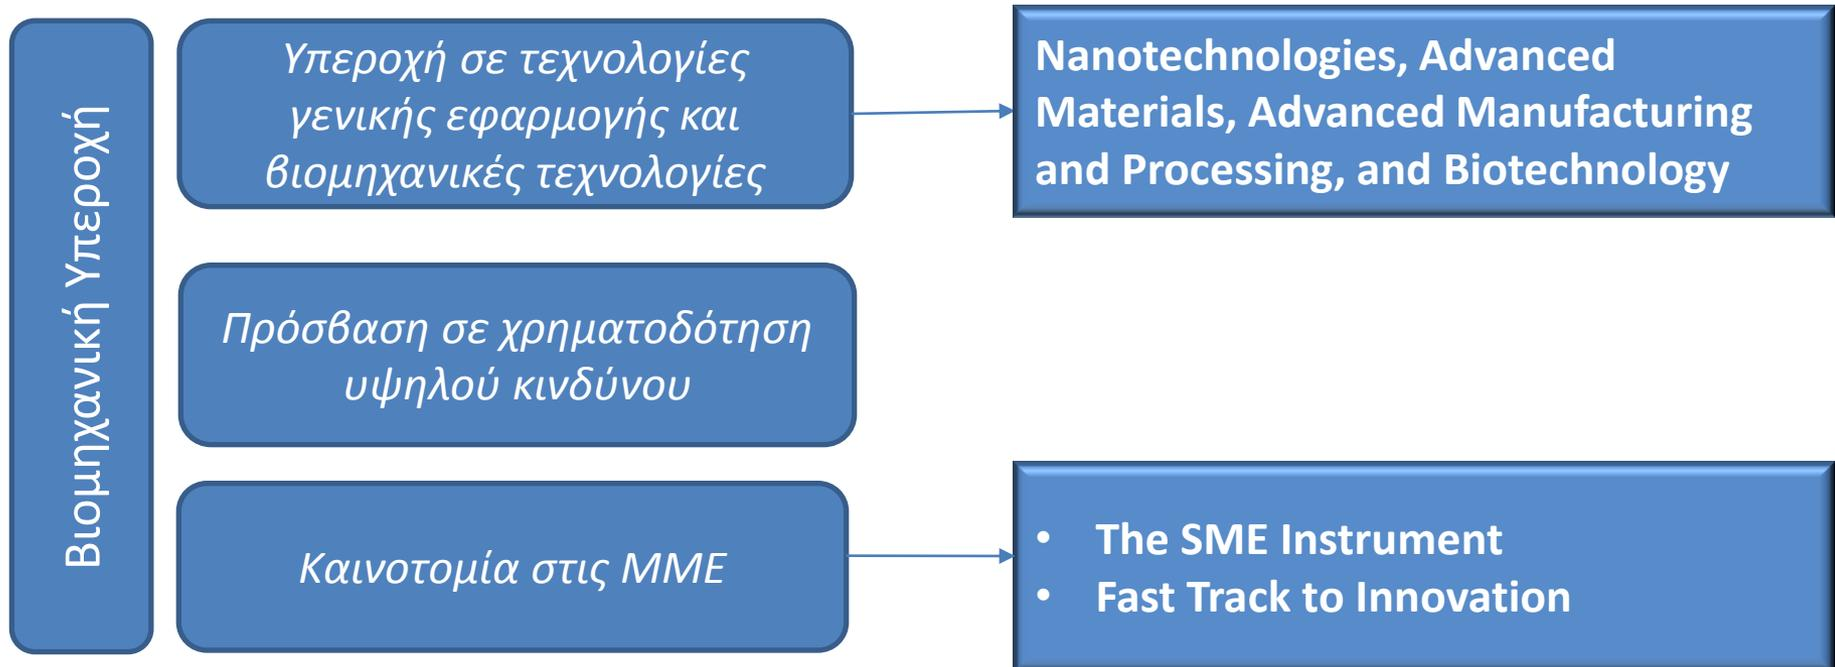 Βιομηχανική Υπεροχή
Υπεροχή σε τεχνολογίες
γενικής εφαρμογής και
βιομηχανικές τεχνολογίες
Nanotechnologies, Advanced
Materials, Advanced Manufacturing
and Processing, and Biotechnology
Πρόσβαση σε χρηματοδότηση
υψηλού κινδύνου
Καινοτομία στις ΜΜΕ
• The SME Instrument
• Fast Track to Innovation